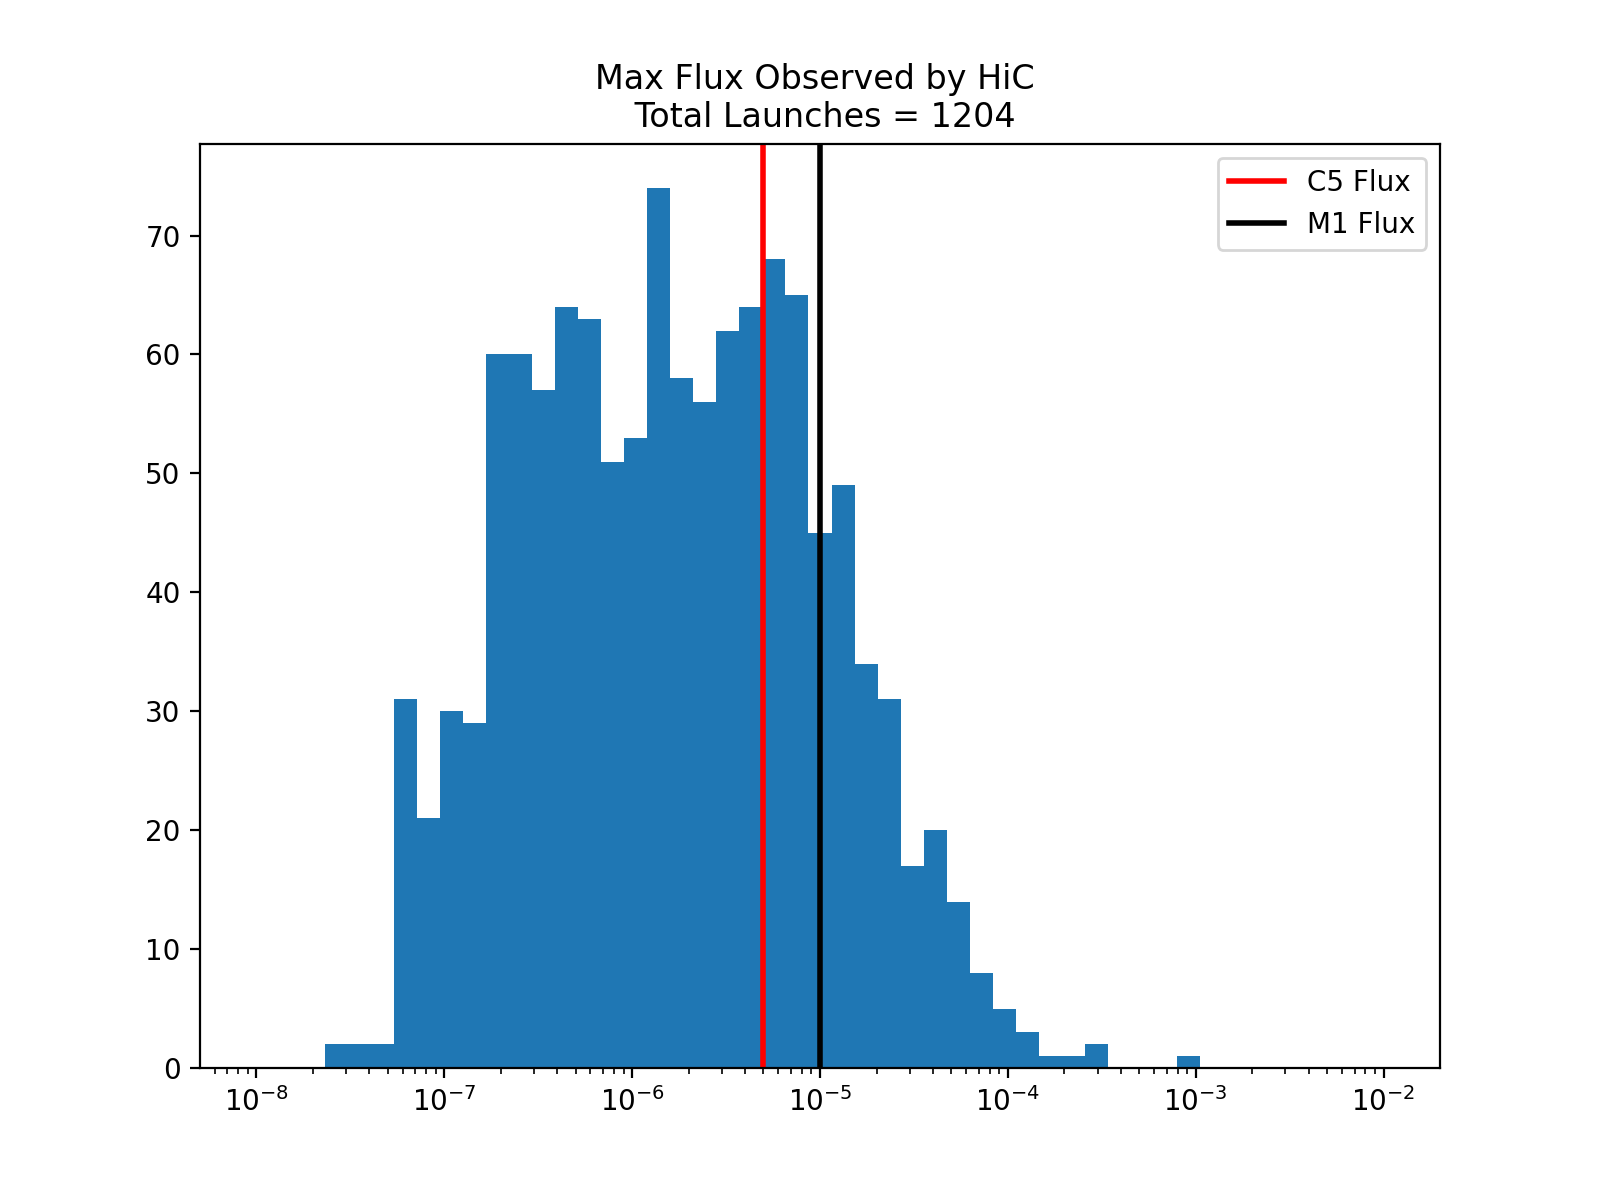 Max Flux Observed by HiC
Total Launches = 1204
C5 Flux
M1 Flux
70
60
50
40
30
20
10
0
10⁻⁸ 10⁻⁷ 10⁻⁶ 10⁻⁵ 10⁻⁴ 10⁻³ 10⁻²